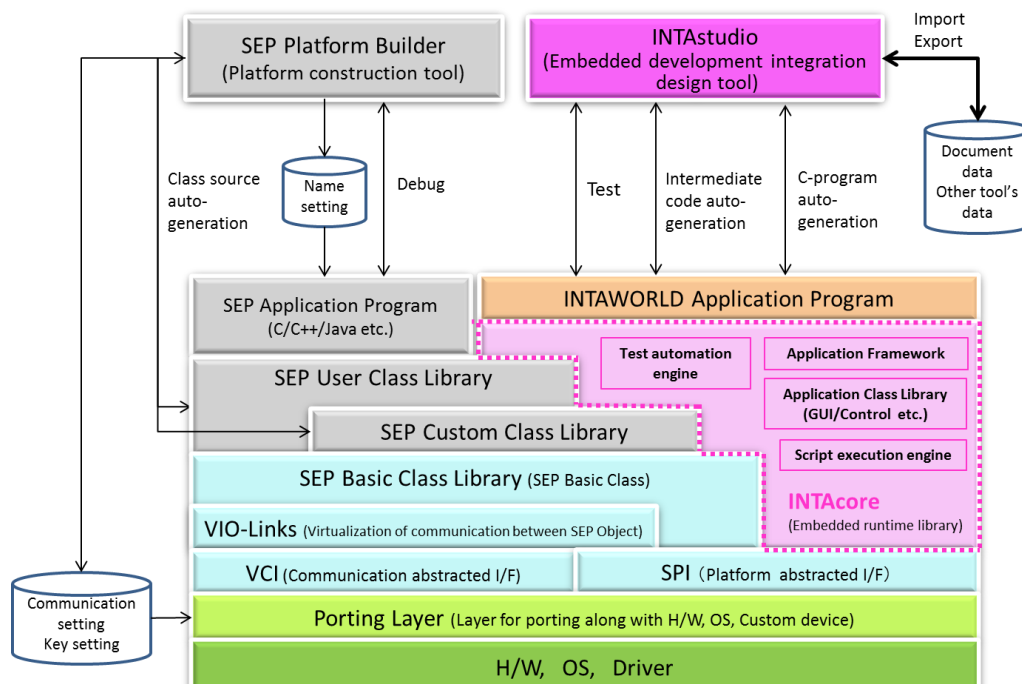 SEP Platform Builder
(Platform construction tool)
INTAstudio
(Embedded development integration
design tool)
Import
Export
Document
data
Other tool's
data
Class source
auto-
generation
Name
setting
Debug
Test
Intermediate
code auto-
generation
C-program
auto-
generation
SEP Application Program
(C/C++/Java etc.)
INTAWORLD Application Program
Test automation
engine
Application Framework
Application Class Library
(GUI/Control etc.)
Script execution engine
INTAcore
(Embedded runtime library)
SEP User Class Library
SEP Custom Class Library
SEP Basic Class Library (SEP Basic Class)
VIO-Links (Virtualization of communication between SEP Object)
VCI (Communication abstracted I/F)
SPI (Platform abstracted I/F)
Communication
setting
Key setting
Porting Layer (Layer for porting along with H/W, OS, Custom device)
H/W, OS, Driver